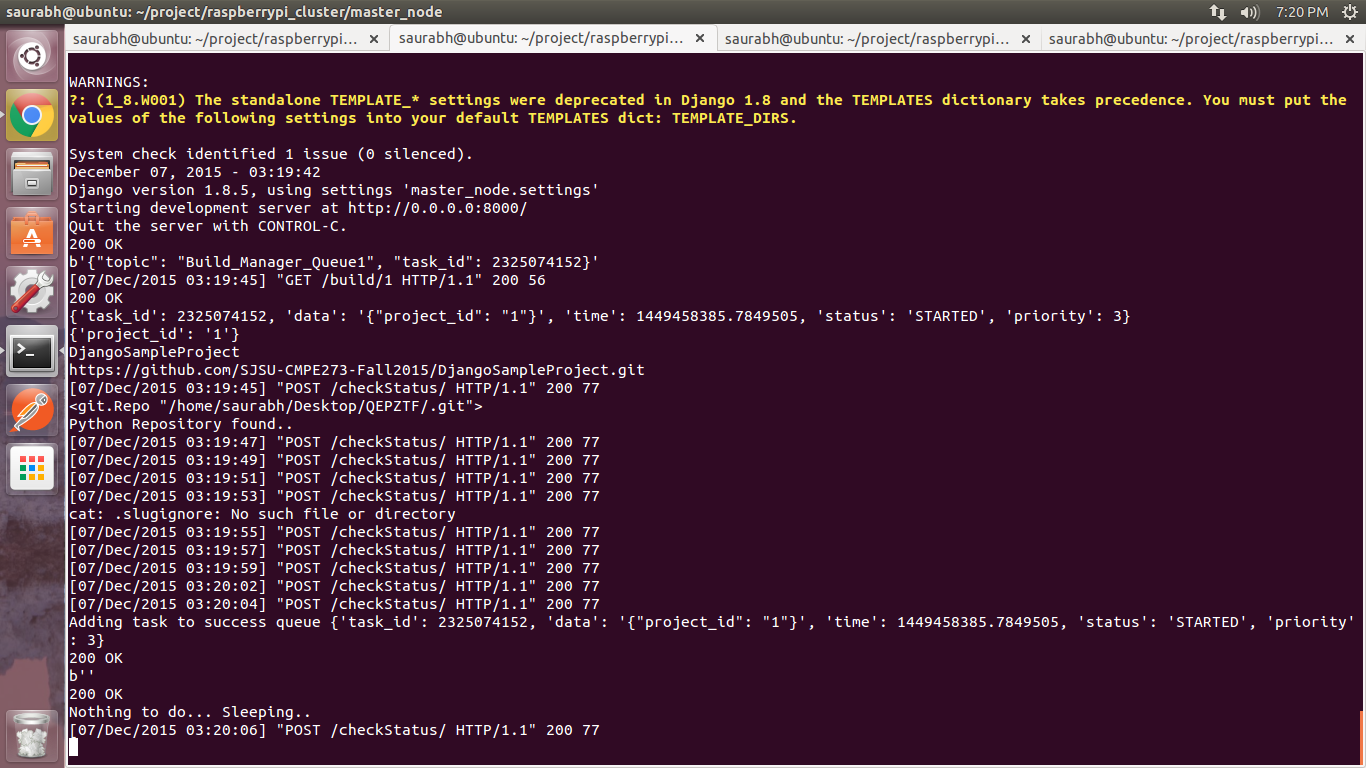 saurabh@ubuntu: ~/project/raspberrypi_cluster/master_node
7:20 PM
saurabh@ubuntu: ~/project/raspberrypi... × saurabh@ubuntu: ~/project/raspberrypi... × saurabh@ubuntu: ~/project/raspberrypi... × saurabh@ubuntu: ~/project/raspberrypi... ×
WARNINGS:
?: (1_8.W001) The standalone TEMPLATE_* settings were deprecated in Django 1.8 and the TEMPLATES dictionary takes precedence. You must put the
values of the following settings into your default TEMPLATES dict: TEMPLATE_DIRS.
System check identified 1 issue (0 silenced).
December 07, 2015 - 03:19:42
Django version 1.8.5, using settings 'master_node.settings'
Starting development server at http://0.0.0.0:8000/
Quit the server with CONTROL-C.
200 OK
b'{"topic": "Build_Manager_Queue1", "task_id": 2325074152}'
[07/Dec/2015 03:19:45] "GET /build/1 HTTP/1.1" 200 56
200 OK
{'task_id': 2325074152, 'data': '{"project_id": "1"}', 'time': 1449458385.7849505, 'status': 'STARTED', 'priority': 3}
{'project_id': '1'}
DjangoSampleProject
https://github.com/SJSU-CMPE273-Fall2015/DjangoSampleProject.git
[07/Dec/2015 03:19:45] "POST /checkStatus/ HTTP/1.1" 200 77
<git.Repo "/home/saurabh/Desktop/QEPZTF/.git">
Python Repository found..
[07/Dec/2015 03:19:47] "POST /checkStatus/ HTTP/1.1" 200 77
[07/Dec/2015 03:19:49] "POST /checkStatus/ HTTP/1.1" 200 77
[07/Dec/2015 03:19:51] "POST /checkStatus/ HTTP/1.1" 200 77
[07/Dec/2015 03:19:53] "POST /checkStatus/ HTTP/1.1" 200 77
cat: .slugignore: No such file or directory
[07/Dec/2015 03:19:55] "POST /checkStatus/ HTTP/1.1" 200 77
[07/Dec/2015 03:19:57] "POST /checkStatus/ HTTP/1.1" 200 77
[07/Dec/2015 03:19:59] "POST /checkStatus/ HTTP/1.1" 200 77
[07/Dec/2015 03:20:02] "POST /checkStatus/ HTTP/1.1" 200 77
[07/Dec/2015 03:20:04] "POST /checkStatus/ HTTP/1.1" 200 77
Adding task to success queue {'task_id': 2325074152, 'data': '{"project_id": "1"}', 'time': 1449458385.7849505, 'status': 'STARTED', 'priority'
: 3}
200 OK
b''
200 OK
Nothing to do... Sleeping..
[07/Dec/2015 03:20:06] "POST /checkStatus/ HTTP/1.1" 200 77